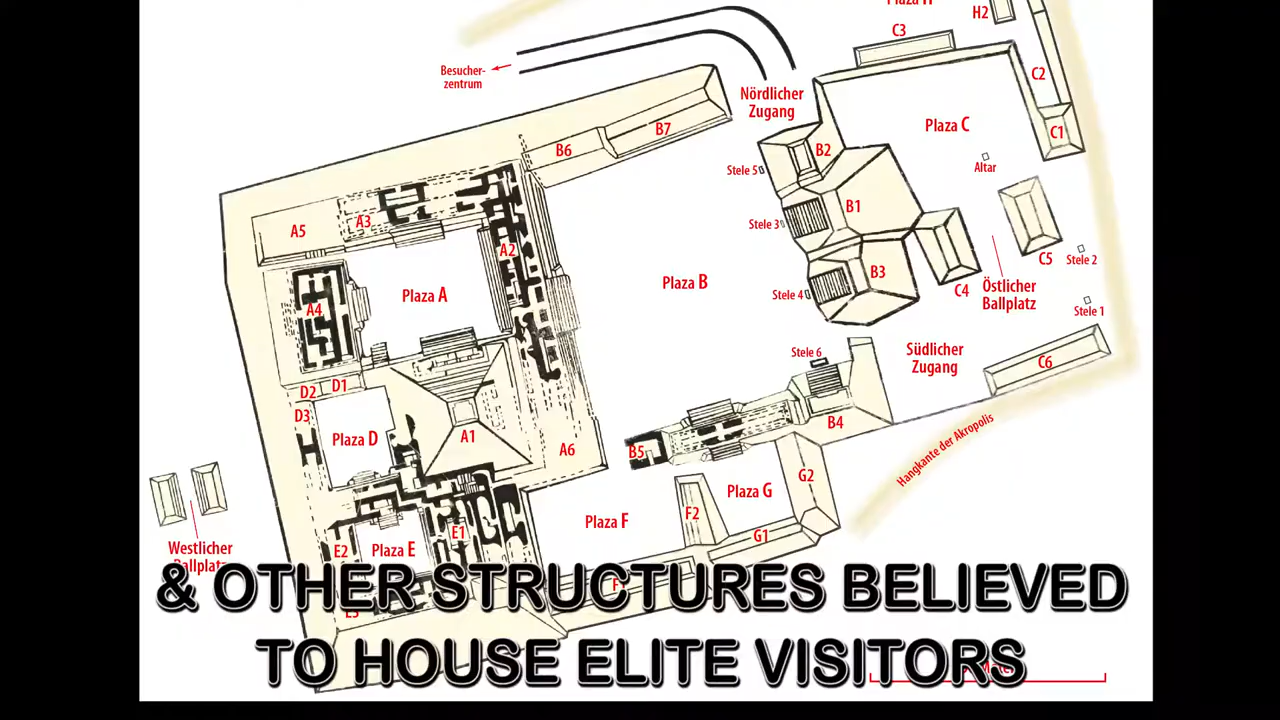 H2
C3
Besucher-
zentrum
C2
Nördlicher
Zugang
Plaza C
C1
B7
B6
B2
Altar
Stele 5
A5
A3
A2
B1
Stele 3
C5
Stele 2
B3
Plaza A
Plaza B
C4
Östlicher
Ballplatz
Stele 4
A4
Stele 1
Stele 6
Südlicher
Zugang
C6
D2
D1
D3
Plaza D
A1
A6
B5
B4
Hangkante der Akropolis
G2
Plaza G
F2
Plaza F
G1
E1
E2
Plaza E
Westlicher
Ballplatz
& OTHER STRUCTURES BELIEVED
TO HOUSE ELITE VISITORS